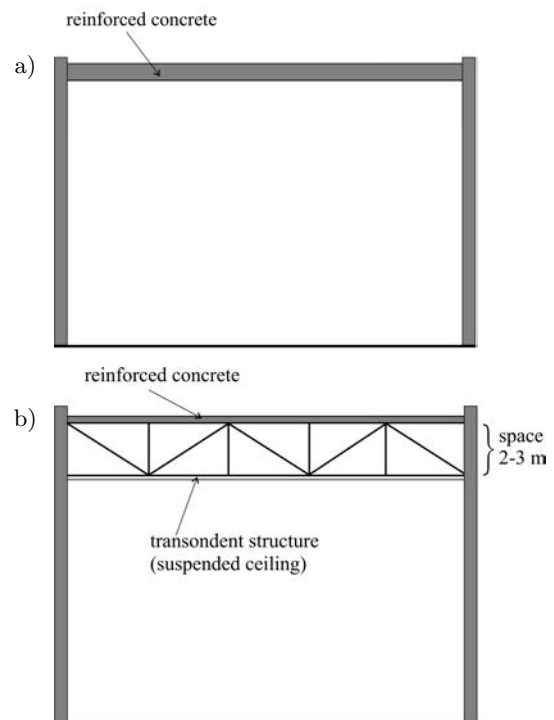 reinforced concrete
a)
reinforced concrete
b)
space
2-3 m
transondent structure
(suspended ceiling)